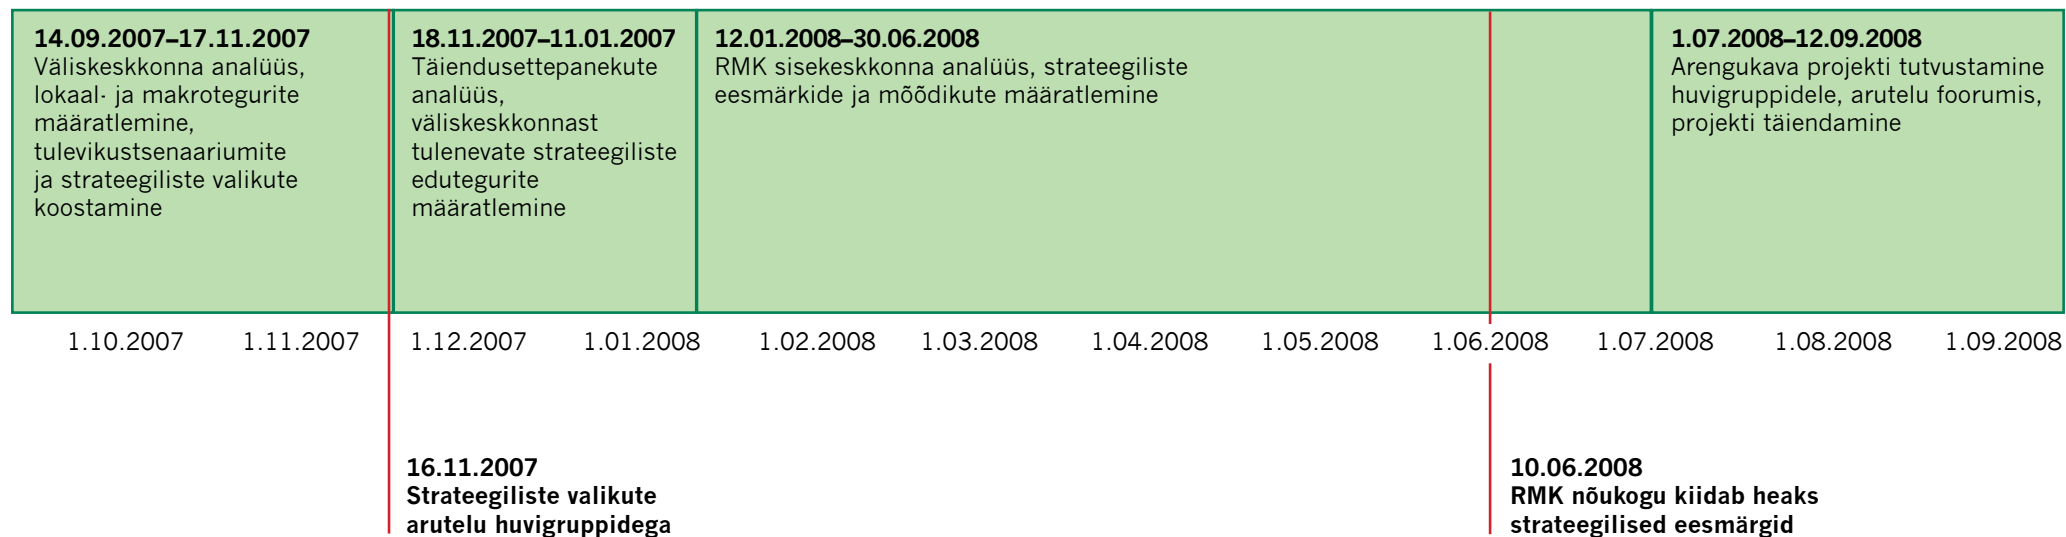 14.09.2007–17.11.2007
Väliskeskkonna analüüs,
lokaal- ja makrotegurite
määratlemine,
tulevikustsenaariumite
ja strateegiliste valikute
koostamine
18.11.2007–11.01.2007
Täiendusettepanekute
analüüs,
väliskeskkonnast
tulenevate strateegiliste
edutegurite
määratlemine
12.01.2008–30.06.2008
RMK sisekeskkonna analüüs, strateegiliste
eesmärkide ja mõõdikute määratlemine
1.07.2008–12.09.2008
Arengukava projekti tutvustamine
huvigruppidele, arutelu foorumis,
projekti täiendamine
1.10.2007 1.11.2007 1.12.2007 1.01.2008 1.02.2008 1.03.2008 1.04.2008 1.05.2008 1.06.2008 1.07.2008 1.08.2008 1.09.2008
16.11.2007
Strateegiliste valikute
arutelu huvigruppidega
10.06.2008
RMK nõukogu kiidab heaks
strateegilised eesmärgid